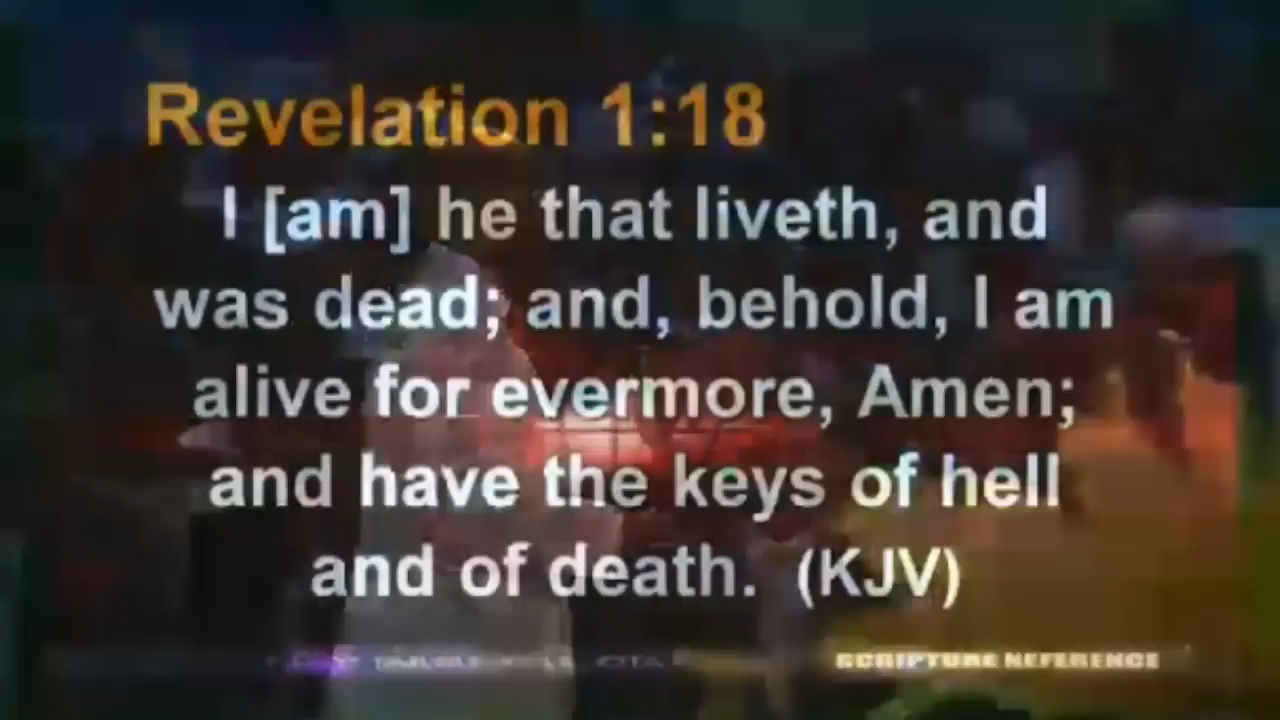 Revelation 1:18
I [am] he that liveth, and
was dead; and, behold, I am
alive for evermore, Amen;
and have the keys of hell
and of death. (KJV)
SCRIPTURE REFERENCE